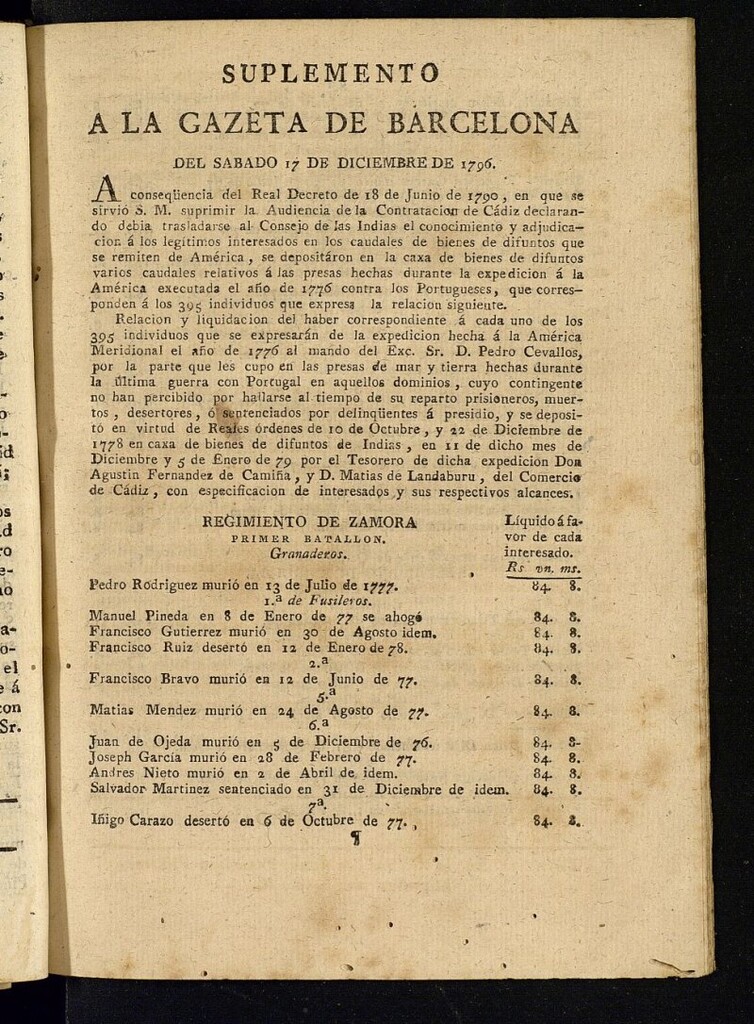 SUPLEMENTO
A LA GAZETA DE BARCELONA
DEL SABADO 17 DE DICIEMBRE DE 1796.
A conseqüencia del Real Decreto de 18 de Junio de 1790, en que se
sirvió S. M. suprimir la Audiencia de la Contratacion de Cádiz declaran-
do debia trasladarse al Consejo de las Indias el conocimiento y adjudica-
cion á los legítimos interesados en los caudales de bienes de difuntos que
se remiten de América, se depositáron en la caxa de bienes de difuntos
varios caudales relativos á las presas hechas durante la expedicion á la
América executada el año de 1776 contra los Portugueses, que corres-
ponden á los 395 individuos que expresa la relacion siguiente.
Relacion y liquidacion del haber correspondiente á cada uno de los
395 individuos que se expresarán de la expedicion hecha á la América
Meridional el año de 1776 al mando del Exc. Sr. D. Pedro Cevallos,
por la parte que les cupo en las presas de mar y tierra hechas durante
la última guerra con Portugal en aquellos dominios, cuyo contingente
no han percibido por hallarse al tiempo de su reparto prisioneros, muer-
tos, desertores, ó sentenciados por delinqüentes á presidio, y se deposi-
tó en virtud de Reales órdenes de 10 de Octubre, y 22 de Diciembre de
1778 en caxa de bienes de difuntos de Indias, en 11 de dicho mes de
Diciembre y 5 de Enero de 79 por el Tesorero de dicha expedicion Don
Agustin Fernandez de Camiña, y D. Matias de Landaburu, del Comercio
de Cádiz, con especificacion de interesados y sus respectivos alcances.
REGIMIENTO DE ZAMORA
PRIMER BATALLON.
Granaderos.
Líquido á fa-
vor de cada
interesado.
Rs vn. ms.
Pedro Rodriguez murió en 13 de Julio de 1777. 84. 8.
1.ª de Fusileros.
Manuel Pineda en 8 de Enero de 77 se ahogó 84. 8.
Francisco Gutierrez murió en 30 de Agosto idem. 84. 8.
Francisco Ruiz desertó en 12 de Enero de 78. 84. 8.
2.ª
Francisco Bravo murió en 12 de Junio de 77. 84. 8.
5.ª
Matias Mendez murió en 24 de Agosto de 77. 84. 8.
6.ª
Juan de Ojeda murió en 5 de Diciembre de 76. 84. 8-
Joseph García murió en 28 de Febrero de 77. 84. 8.
Andres Nieto murió en 2 de Abril de idem. 84. 8.
Salvador Martinez sentenciado en 31 de Diciembre de idem. 84. 8.
7ª.
Iñigo Carazo desertó en 6 de Octubre de 77. 84. 8.
¶